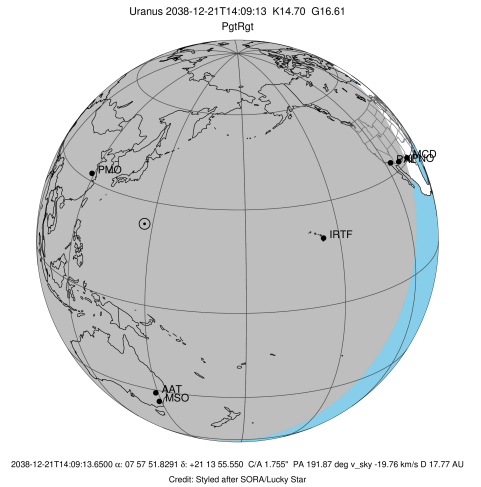 Uranus 2038-12-21T14:09:13 K14.70 G16.61
PgtRgt
MCD
PMO
IRTF
AAT
MSO
2038-12-21T14:09:13.6500 α: 07 57 51.8291 δ: +21 13 55.550 C/A 1.755" PA 191.87 deg v_sky -19.76 km/s D 17.77 AU
Credit: Styled after SORA/Lucky Star